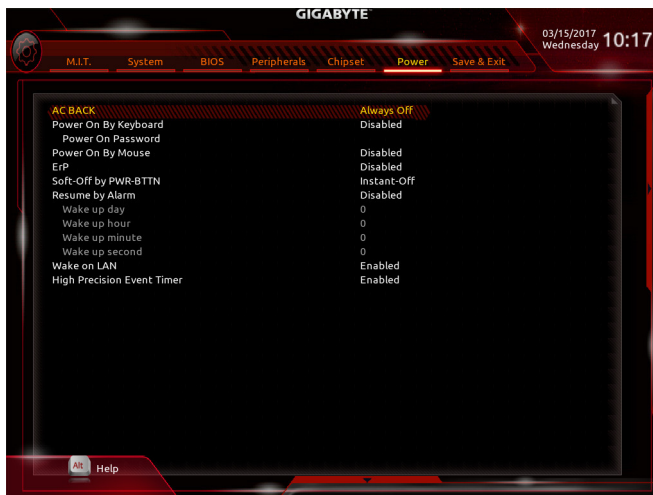 GIGABYTE™
03/15/2017
Wednesday 10:17
M.I.T. System BIOS Peripherals Chipset Power Save & Exit
AC BACK Always Off
Power On By Keyboard Disabled
Power On Password
Power On By Mouse Disabled
ErP Disabled
Soft-Off by PWR-BTTN Instant-Off
Resume by Alarm Disabled
Wake up day 0
Wake up hour 0
Wake up minute 0
Wake up second 0
Wake on LAN Enabled
High Precision Event Timer Enabled
Alt Help